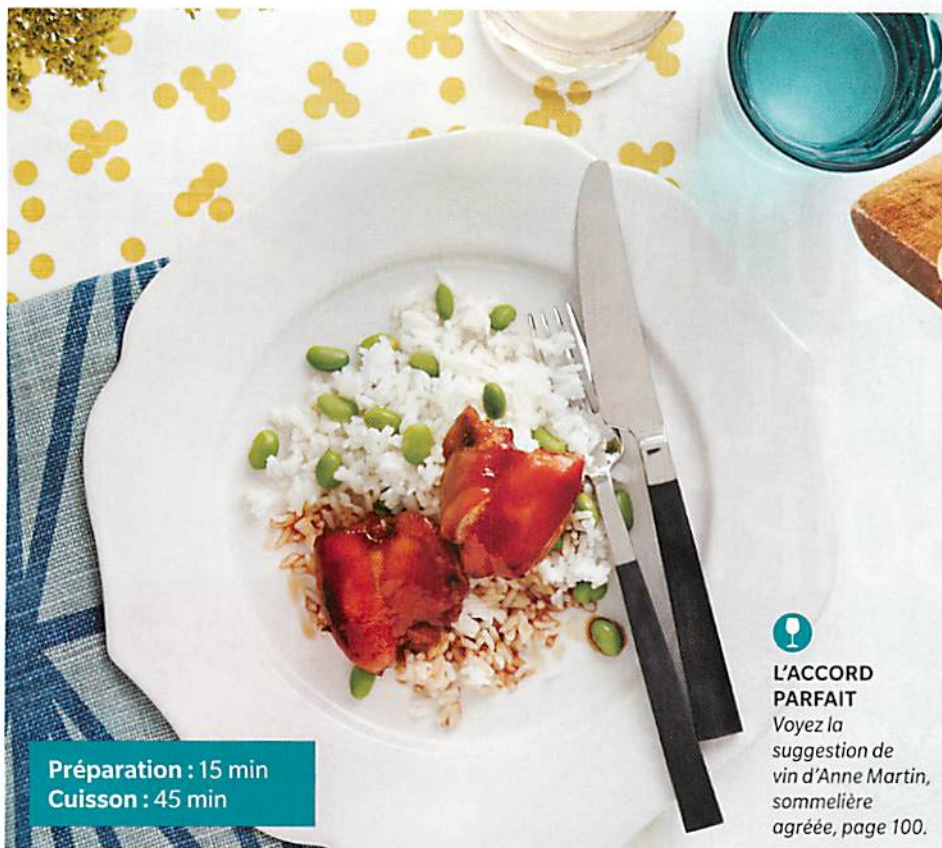 Préparation : 15 min
Cuisson : 45 min
L'ACCORD
PARFAIT
Voyez la
suggestion de
vin d'Anne Martin,
sommelière
agréée, page 100.